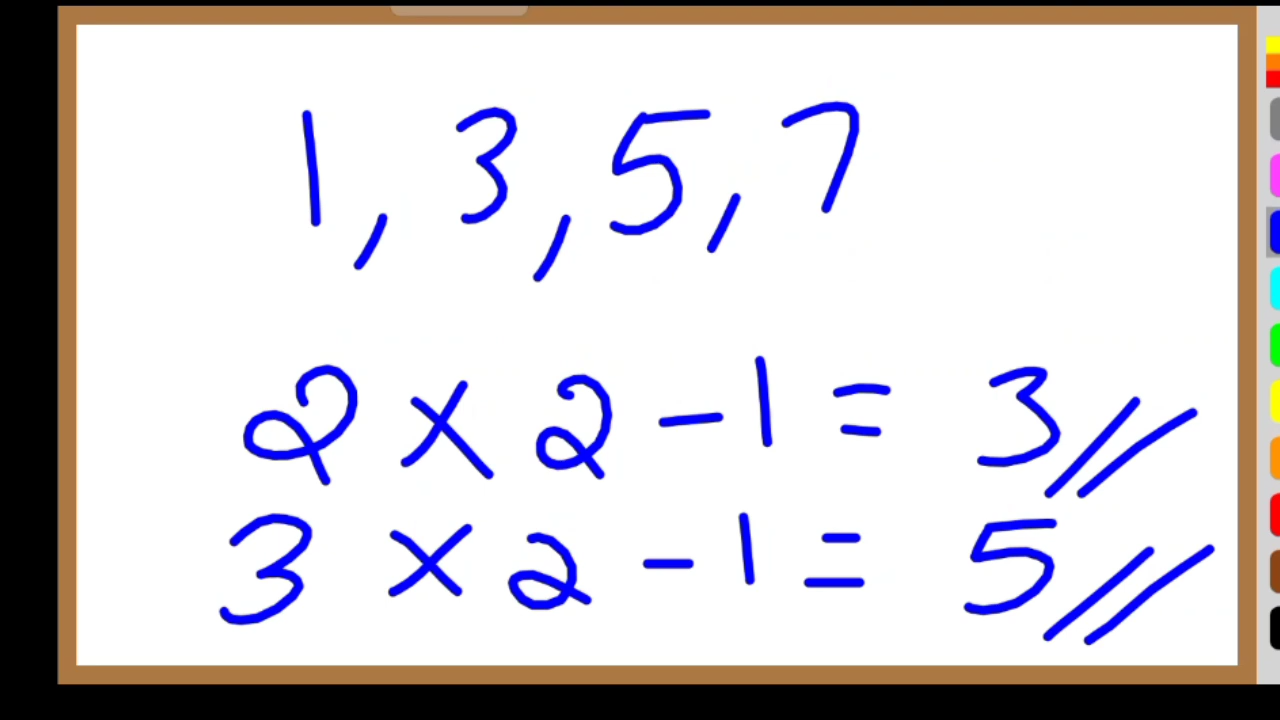 1, 3, 5, 7
2 × 2 - 1 = 3//
3 × 2 - 1 = 5//